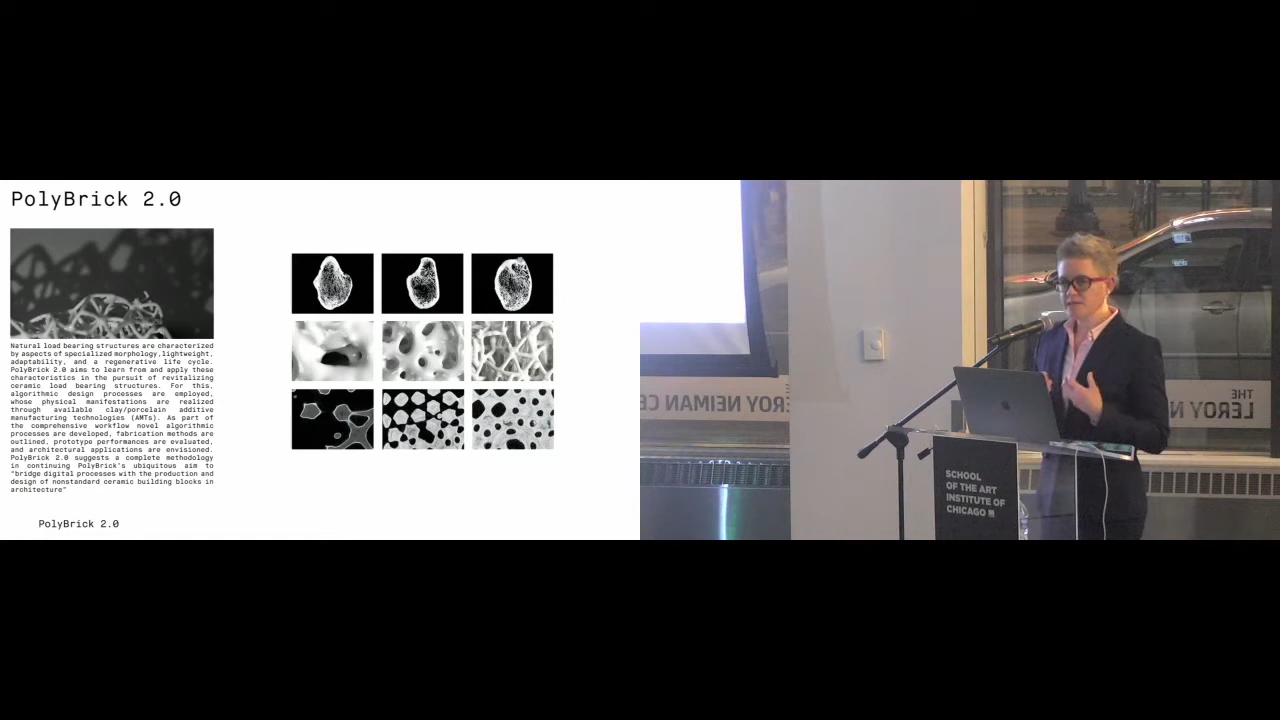 PolyBrick 2.0
Natural load bearing structures are characterized
by aspects of specialized morphology, lightweight,
adaptability, and a regenerative life cycle.
PolyBrick 2.0 aims to learn from and apply these
characteristics in the pursuit of revitalizing
ceramic load bearing structures. For this,
algorithmic design processes are employed,
whose physical manifestations are realized
through available clay/porcelain additive
manufacturing technologies (AMTs). As part of
the comprehensive workflow novel algorithmic
processes are developed, fabrication methods are
outlined, prototype performances are evaluated,
and architectural applications are envisioned.
PolyBrick 2.0 suggests a complete methodology
in continuing PolyBrick's ubiquitous aim to
"bridge digital processes with the production and
design of nonstandard ceramic building blocks in
architecture"
PolyBrick 2.0
EROY NEIMAN CE
THE
LEROY N
SCHOOL
OF THE ART
INSTITUTE OF
CHICAGO